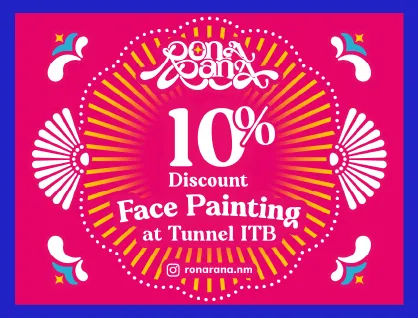 Rona
Rana
10%
Discount
Face Painting
at Tunnel ITB
ronarana.nm